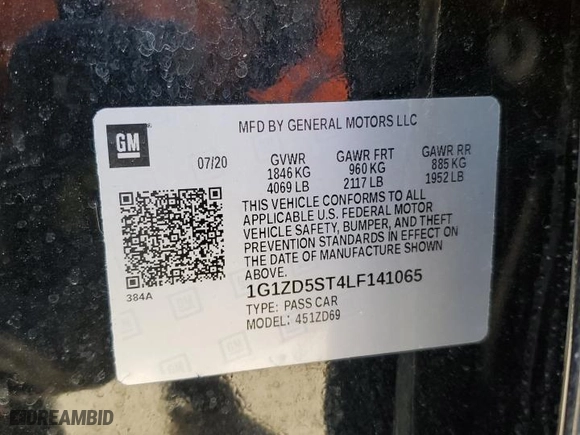 MFD BY GENERAL MOTORS LLC
GM
07/20 GVWR GAWR FRT GAWR RR
1846 KG 960 KG 885 KG
4069 LB 2117 LB 1952 LB
THIS VEHICLE CONFORMS TO ALL
APPLICABLE U.S. FEDERAL MOTOR
VEHICLE SAFETY, BUMPER, AND THEFT
PREVENTION STANDARDS IN EFFECT ON
THE DATE OF MANUFACTURE SHOWN
ABOVE.
384A
1G1ZD5ST4LF141065
TYPE: PASS CAR
MODEL: 451ZD69
DREAMBID